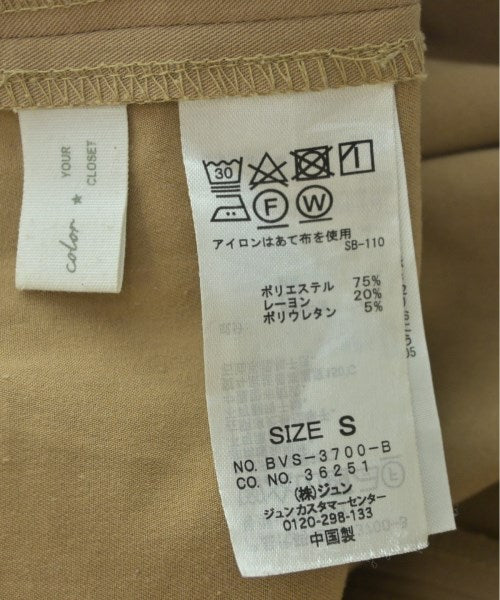 YOUR
CLOSET
color ★
30
F W
アイロンはあて布を使用
SB-110
ポリエステル 75%
レーヨン 20%
ポリウレタン 5%
SIZE S
NO. BVS-3700-B
CO. NO. 36251
(株)ジュン
ジュンカスタマーセンター
0120-298-133
中国製